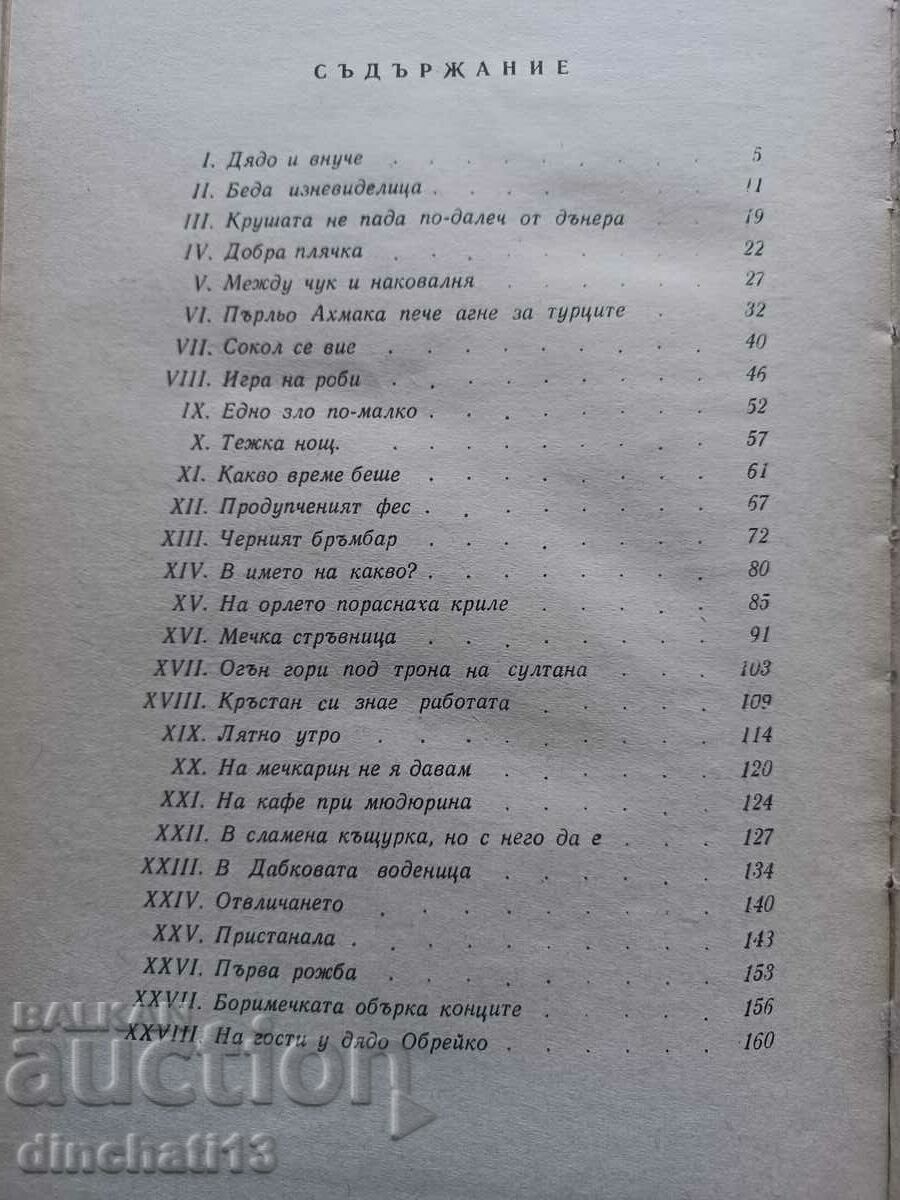 СЪДЪРЖАНИЕ
I. Дядо и внуче . . . . . . . . 5
II. Беда изневиделица . . . . . . . 11
III. Крушата не пада по-далеч от дънера . . 19
IV. Добра плячка . . . . . . . . 22
V. Между чук и наковалня . . . . . . 27
VI. Пърльо Ахмака пече агне за турците . . 32
VII. Сокол се вие . . . . . . . . 40
VIII. Игра на роби . . . . . . . . 46
IX. Едно зло по-малко . . . . . . . 52
X. Тежка нощ. . . . . . . . . 57
XI. Какво време беше . . . . . . . 61
XII. Продупченият фес . . . . . . . 67
XIII. Черният бръмбар . . . . . . . 72
XIV. В името на какво? . . . . . . . 80
XV. На орлето пораснаха криле . . . . . 85
XVI. Мечка стръвница . . . . . . . 91
XVII. Огън гори под трона на султана . . . 103
XVIII. Кръстан си знае работата . . . . . 109
XIX. Лятно утро . . . . . . . . 114
XX. На мечкарин не я давам . . . . . . 120
XXI. На кафе при мюдюрина . . . . . . 124
XXII. В сламена къщурка, но с него да е . . . 127
XXIII. В Дабковата воденица . . . . . . 134
XXIV. Отвличането . . . . . . . . 140
XXV. Пристанала . . . . . . . . . 143
XXVI. Първа рожба . . . . . . . . 153
XXVII. Боримечката обърка конците . . . . . 156
XXVIII. На гости у дядо Обрейко . . . . . . 160
BALKAN
auction
dinchati13